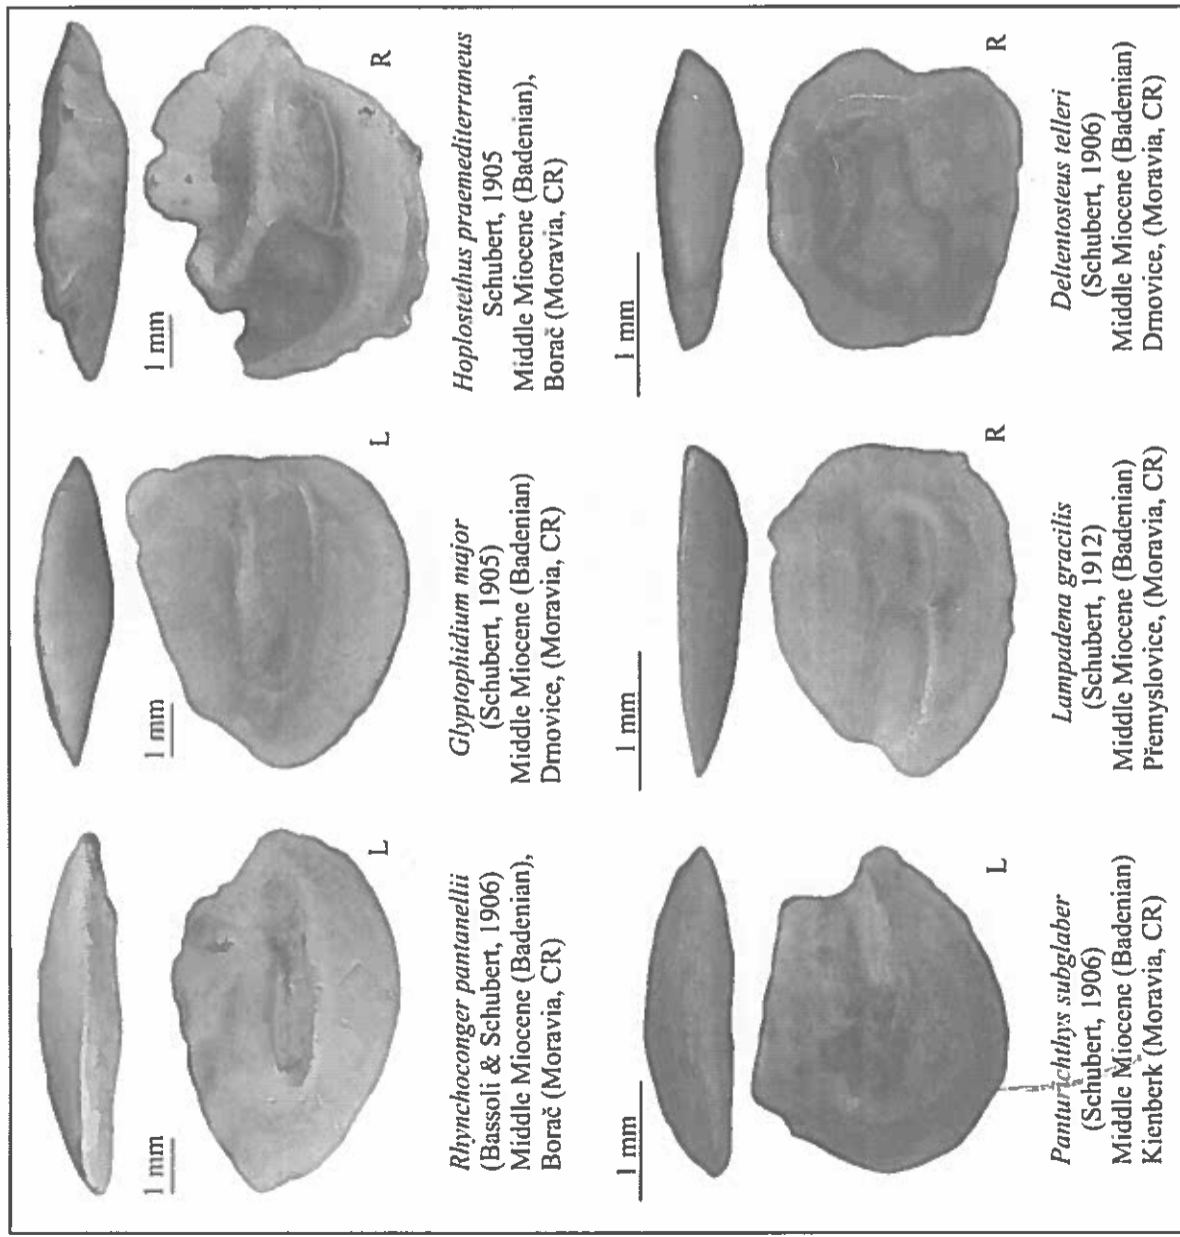 1 mm
L
Rhynchoconger pantanellii
(Bassoli & Schubert, 1906)
Middle Miocene (Badenian),
Borač (Moravia, CR)
1 mm
L
Glyptophidium major
(Schubert, 1905)
Middle Miocene (Badenian)
Drnovice, (Moravia, CR)
1 mm
R
Hoplostethus praemediterraneus
Schubert, 1905
Middle Miocene (Badenian),
Borač (Moravia, CR)
1 mm
L
Panturichthys subglaber
(Schubert, 1906)
Middle Miocene (Badenian)
Kienberk (Moravia, CR)
1 mm
R
Lampadena gracilis
(Schubert, 1912)
Middle Miocene (Badenian)
Přemyslovice, (Moravia, CR)
1 mm
R
Deltentosteus telleri
(Schubert, 1906)
Middle Miocene (Badenian)
Drnovice, (Moravia, CR)